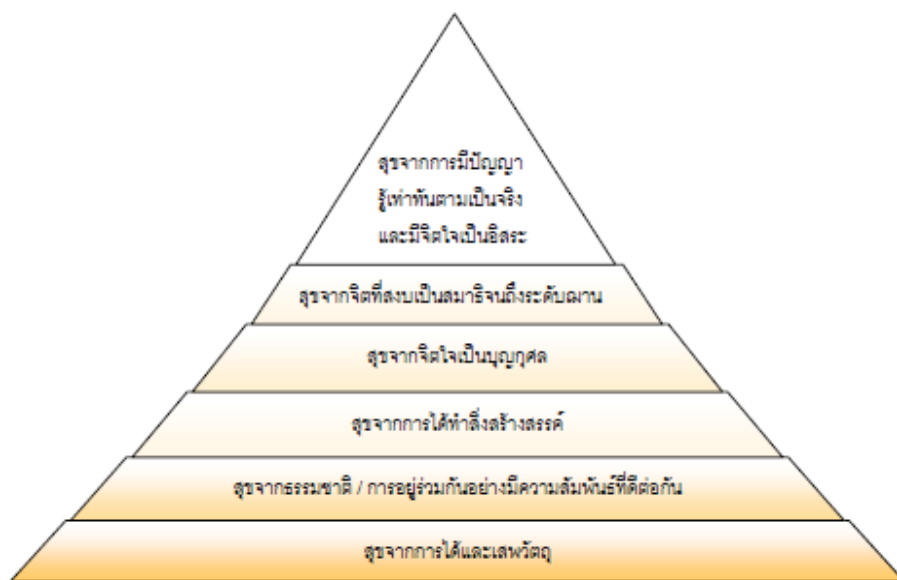 สุขจากการมีปัญญา
รู้เท่าทันตามเป็นจริง
และมีจิตใจเป็นอิสระ
สุขจากจิตที่สงบเป็นสมาธิจนถึงระดับฌาน
สุขจากจิตใจเป็นบุญกุศล
สุขจากการได้ทำสิ่งสร้างสรรค์
สุขจากธรรมชาติ / การอยู่ร่วมกันอย่างมีความสัมพันธ์ที่ดีต่อกัน
สุขจากการได้และเสพวัตถุ